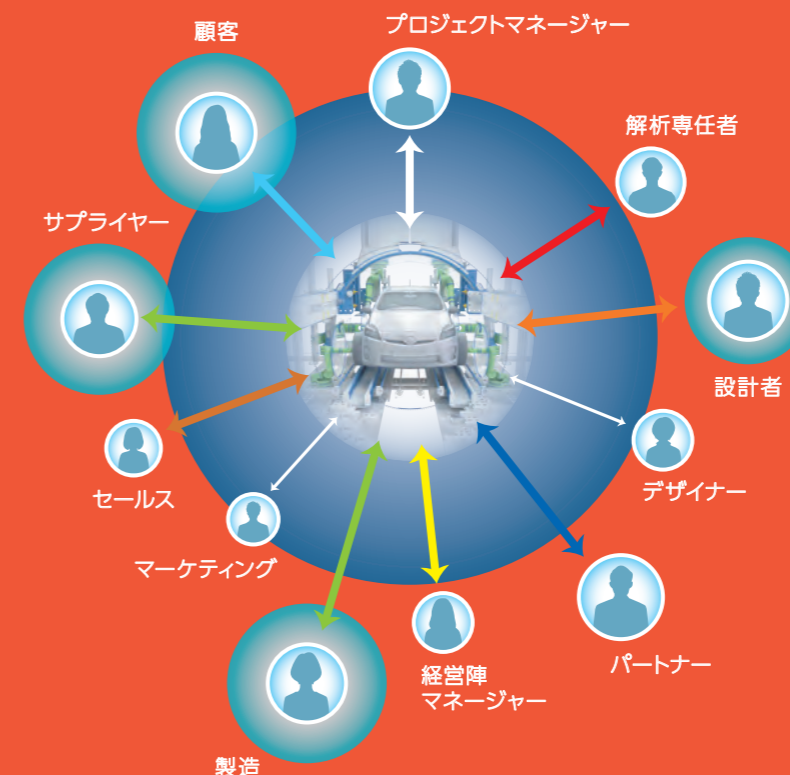 顧客
プロジェクトマネージャー
解析専任者
サプライヤー
設計者
セールス
デザイナー
マーケティング
パートナー
経営陣
マネージャー
製造